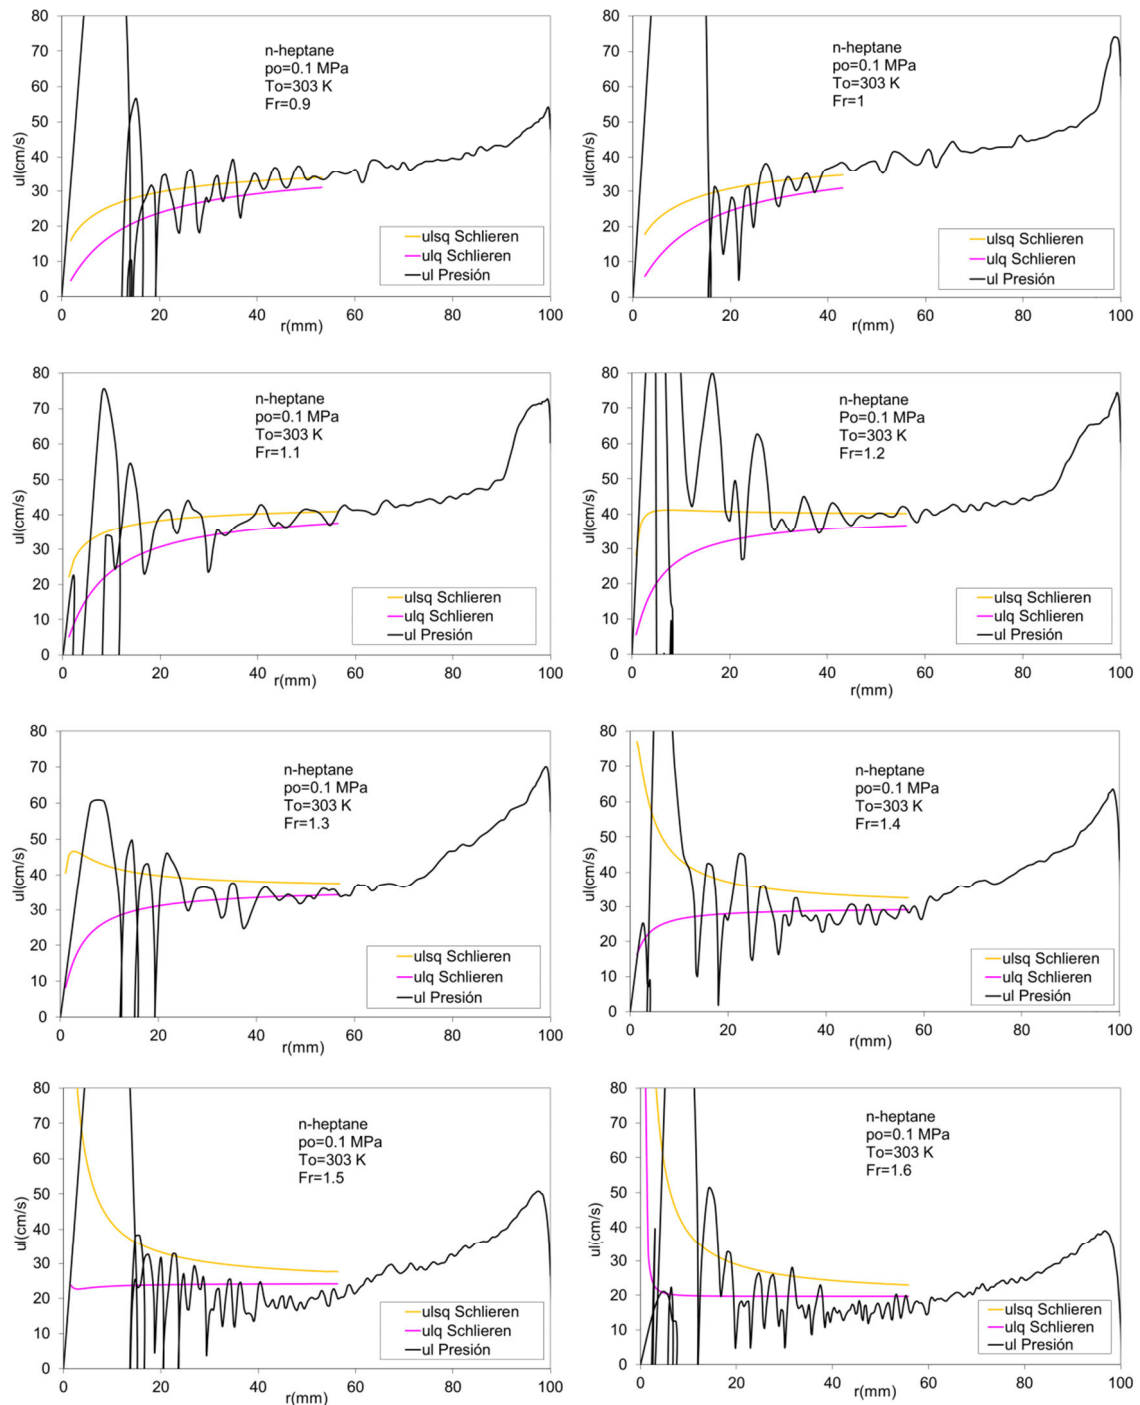 80
70
60
50
40
30
20
10
0
ul(cm/s)
n-heptane
po=0.1 MPa
To=303 K
Fr=0.9
ulsq Schlieren
ulq Schlieren
ul Presión
0 20 40 60 80 100
r(mm)
80
70
60
50
40
30
20
10
0
ul(cm/s)
n-heptane
po=0.1 MPa
To=303 K
Fr=1
ulsq Schlieren
ulq Schlieren
ul Presión
0 20 40 60 80 100
r(mm)
80
70
60
50
40
30
20
10
0
ul(cm/s)
n-heptane
po=0.1 MPa
To=303 K
Fr=1.1
ulsq Schlieren
ulq Schlieren
ul Presión
0 20 40 60 80 100
r(mm)
80
70
60
50
40
30
20
10
0
ul(cm/s)
n-heptane
Po=0.1 MPa
To=303 K
Fr=1.2
ulsq Schlieren
ulq Schlieren
ul Presión
0 20 40 60 80 100
r(mm)
80
70
60
50
40
30
20
10
0
ul(cm/s)
n-heptane
po=0.1 MPa
To=303 K
Fr=1.3
ulsq Schlieren
ulq Schlieren
ul Presión
0 20 40 60 80 100
r(mm)
80
70
60
50
40
30
20
10
0
ul(cm/s)
n-heptane
po=0.1 MPa
To=303 K
Fr=1.4
ulsq Schlieren
ulq Schlieren
ul Presión
0 20 40 60 80 100
r(mm)
80
70
60
50
40
30
20
10
0
ul(cm/s)
n-heptane
po=0.1 MPa
To=303 K
Fr=1.5
ulsq Schlieren
ulq Schlieren
ul Presión
0 20 40 60 80 100
r(mm)
80
70
60
50
40
30
20
10
0
ul(cm/s)
n-heptane
po=0.1 MPa
To=303 K
Fr=1.6
ulsq Schlieren
ulq Schlieren
ul Presión
0 20 40 60 80 100
r(mm)